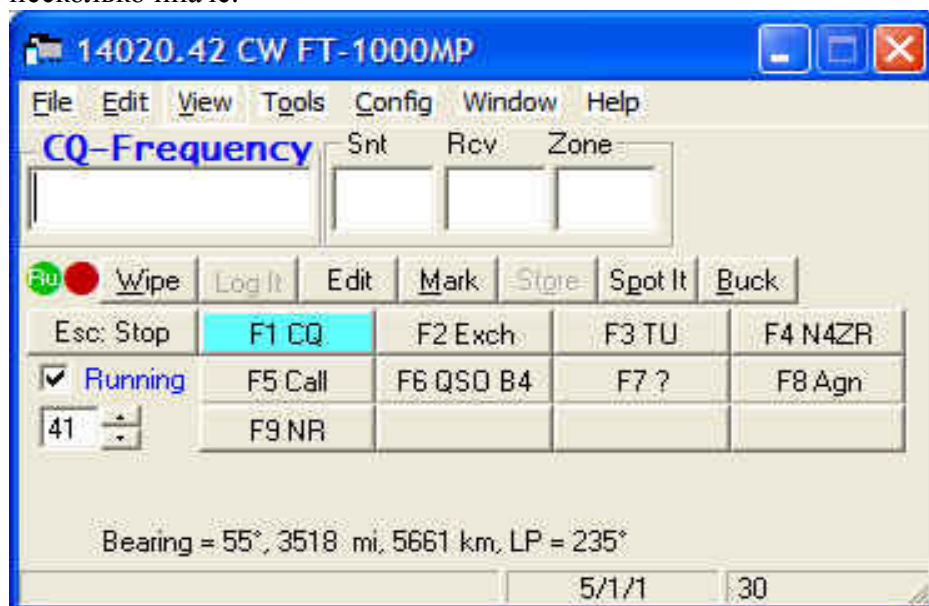 14020.42 CW FT-1000MP
File Edit View Tools Config Window Help
CQ-Frequency Snt Rcv Zone
Ru Wipe Log It Edit Mark Store Spot It Buck
Esc: Stop F1 CQ F2 Exch F3 TU F4 N4ZR
Running F5 Call F6 QSO B4 F7 ? F8 Agn
41 F9 NR
Bearing = 55°, 3518 mi, 5661 km, LP = 235°
5/1/1 30